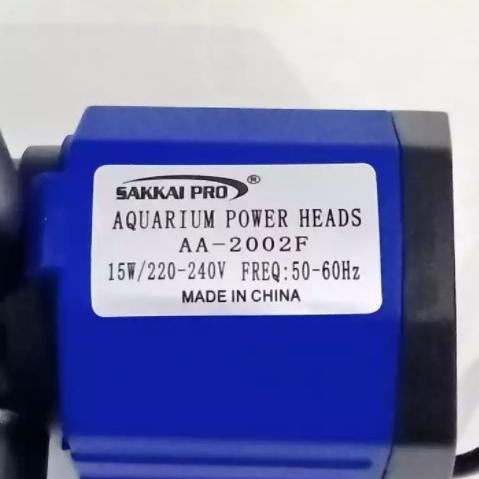 SAKKAI PRO®
AQUARIUM POWER HEADS
AA-2002F
15W/220-240V FREQ:50-60Hz
MADE IN CHINA